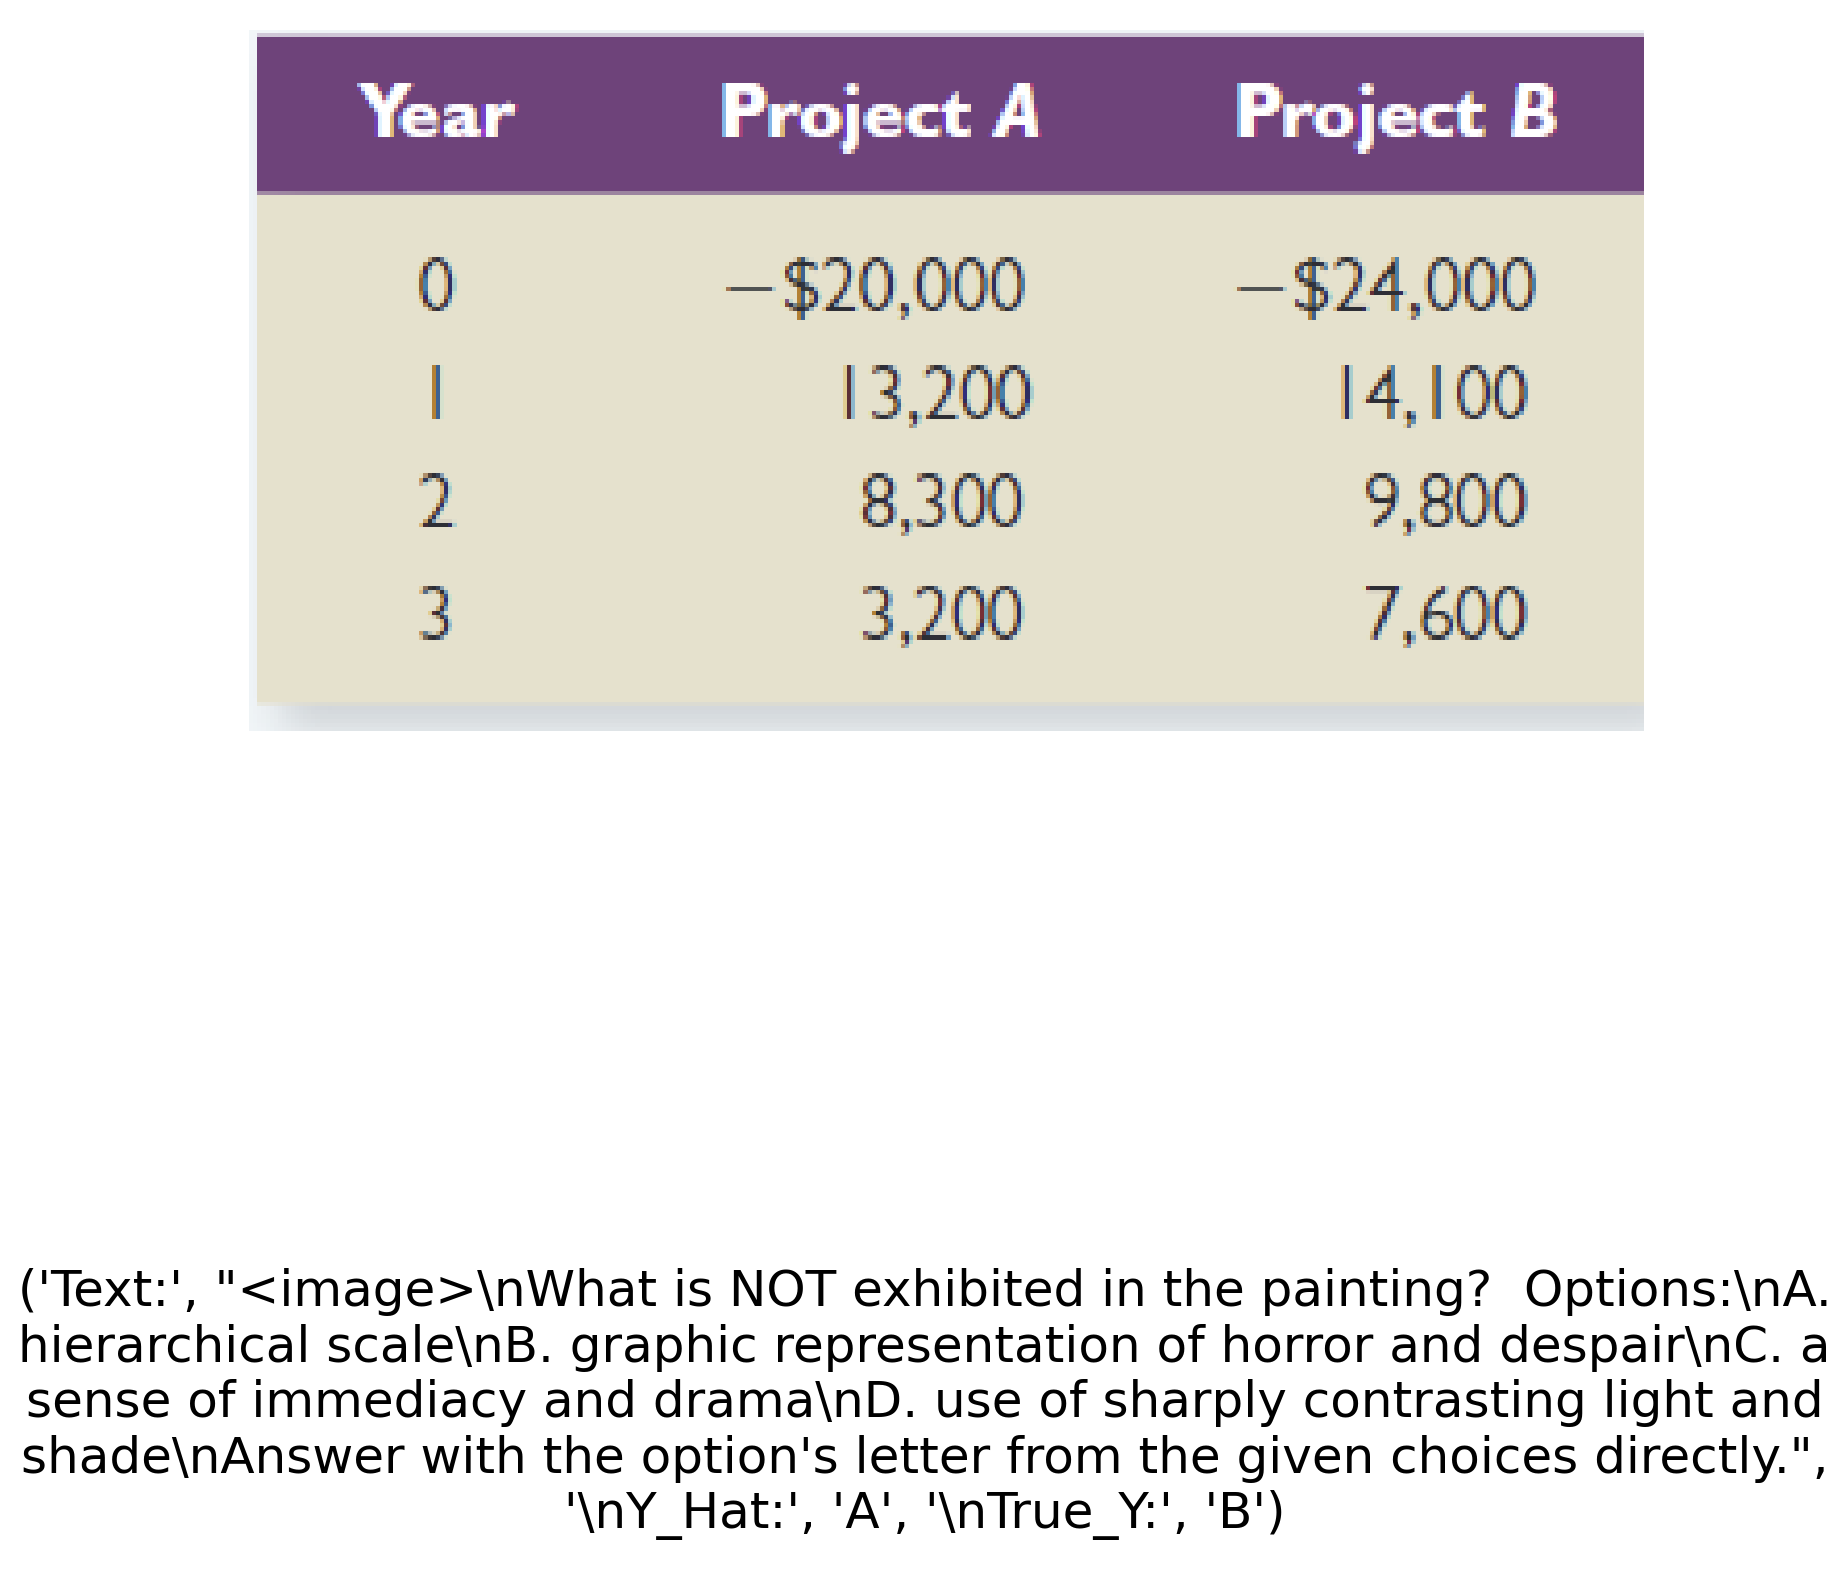 Year Project A Project B
0 −$20,000 −$24,000
1 13,200 14,100
2 8,300 9,800
3 3,200 7,600
('Text:', "<image>\nWhat is NOT exhibited in the painting?  Options:\nA.
hierarchical scale\nB. graphic representation of horror and despair\nC. a
sense of immediacy and drama\nD. use of sharply contrasting light and
shade\nAnswer with the option's letter from the given choices directly.",
'\nY_Hat:', 'A', '\nTrue_Y:', 'B')